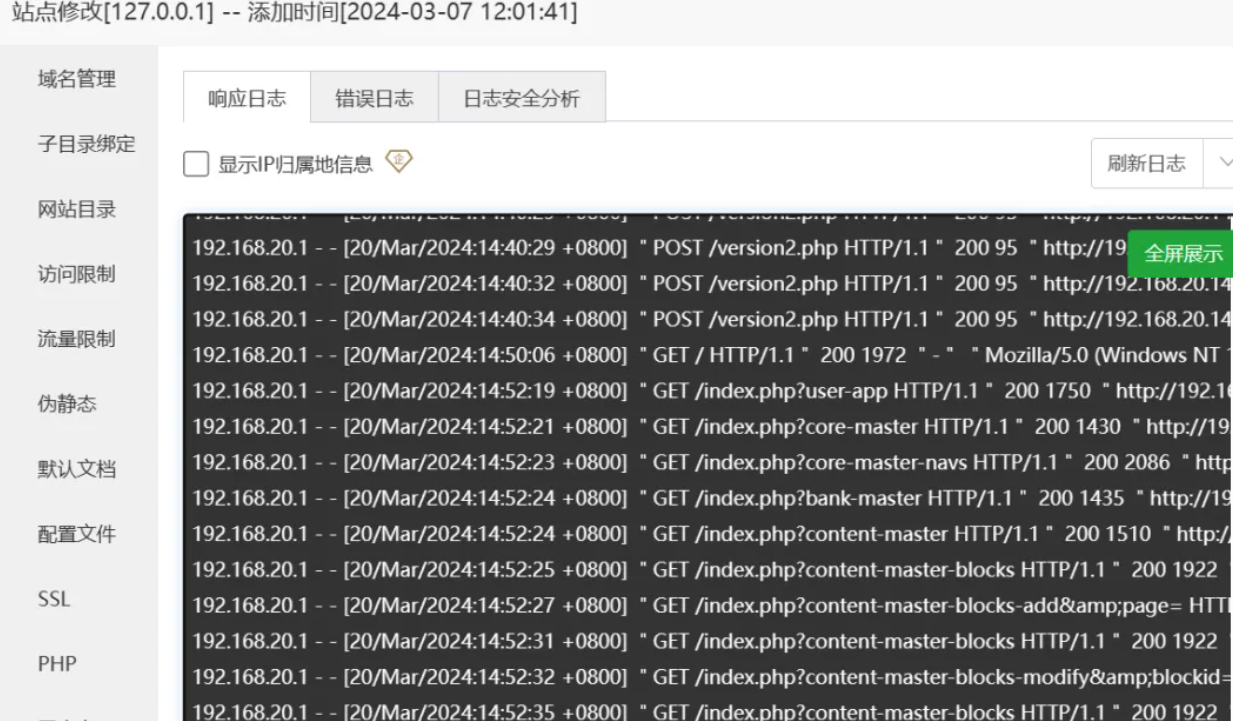 站点修改[127.0.0.1] -- 添加时间[2024-03-07 12:01:41]
域名管理
子目录绑定
网站目录
访问限制
流量限制
伪静态
默认文档
配置文件
SSL
PHP
响应日志 错误日志 日志安全分析
显示IP归属地信息 企
刷新日志
全屏展示
192.168.20.1 - - [20/Mar/2024:14:40:29 +0800] " POST /version2.php HTTP/1.1 " 200 95 " http://19
192.168.20.1 - - [20/Mar/2024:14:40:32 +0800] " POST /version2.php HTTP/1.1 " 200 95 " http://192.168.20.14
192.168.20.1 - - [20/Mar/2024:14:40:34 +0800] " POST /version2.php HTTP/1.1 " 200 95 " http://192.168.20.14
192.168.20.1 - - [20/Mar/2024:14:50:06 +0800] " GET / HTTP/1.1 " 200 1972 " - " " Mozilla/5.0 (Windows NT
192.168.20.1 - - [20/Mar/2024:14:52:19 +0800] " GET /index.php?user-app HTTP/1.1 " 200 1750 " http://192.16
192.168.20.1 - - [20/Mar/2024:14:52:21 +0800] " GET /index.php?core-master HTTP/1.1 " 200 1430 " http://19
192.168.20.1 - - [20/Mar/2024:14:52:23 +0800] " GET /index.php?core-master-navs HTTP/1.1 " 200 2086 " http
192.168.20.1 - - [20/Mar/2024:14:52:24 +0800] " GET /index.php?bank-master HTTP/1.1 " 200 1435 " http://19
192.168.20.1 - - [20/Mar/2024:14:52:24 +0800] " GET /index.php?content-master HTTP/1.1 " 200 1510 " http:/
192.168.20.1 - - [20/Mar/2024:14:52:25 +0800] " GET /index.php?content-master-blocks HTTP/1.1 " 200 1922
192.168.20.1 - - [20/Mar/2024:14:52:27 +0800] " GET /index.php?content-master-blocks-add&amp;page= HTT
192.168.20.1 - - [20/Mar/2024:14:52:31 +0800] " GET /index.php?content-master-blocks HTTP/1.1 " 200 1922
192.168.20.1 - - [20/Mar/2024:14:52:32 +0800] " GET /index.php?content-master-blocks-modify&amp;blockid=
192.168.20.1 - - [20/Mar/2024:14:52:35 +0800] " GET /index.php?content-master-blocks HTTP/1.1 " 200 1922